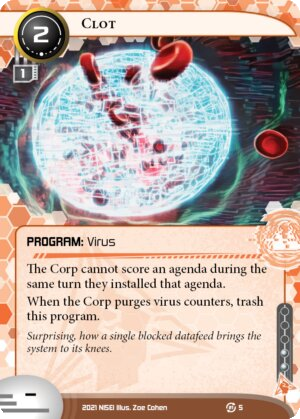 Clot
2
1
PROGRAM: Virus
The Corp cannot score an agenda during the
same turn they installed that agenda.
When the Corp purges virus counters, trash
this program.
Surprising, how a single blocked datafeed brings the
system to its knees.
–
2021 NISEI Illus. Zoe Cohen
5